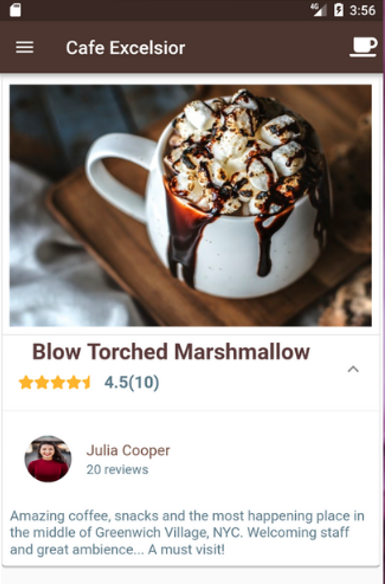 4G 3:56
Cafe Excelsior
Blow Torched Marshmallow
4.5(10)
Julia Cooper
20 reviews
Amazing coffee, snacks and the most happening place in
the middle of Greenwich Village, NYC. Welcoming staff
and great ambience... A must visit!